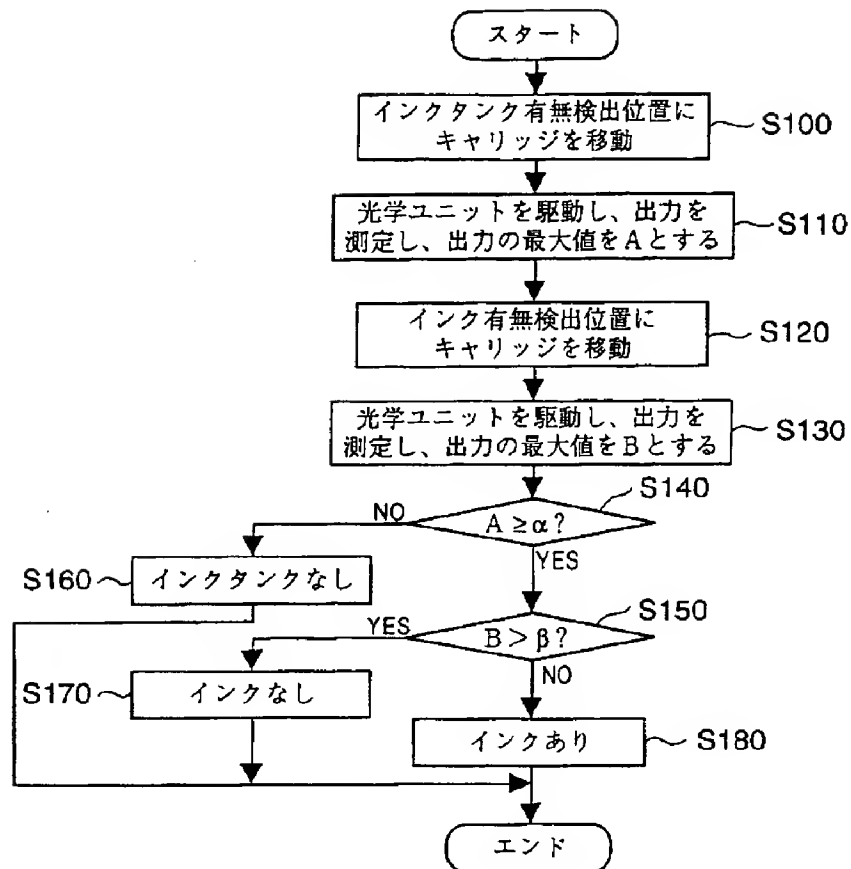 スタート
インクタンク有無検出位置に
キャリッジを移動
S100
光学ユニットを駆動し、出力を
測定し、出力の最大値をAとする
S110
インク有無検出位置に
キャリッジを移動
S120
光学ユニットを駆動し、出力を
測定し、出力の最大値をBとする
S130
S140
NO
A≥α?
YES
S160
インクタンクなし
S150
YES
B>β?
NO
S170
インクなし
インクあり
S180
エンド